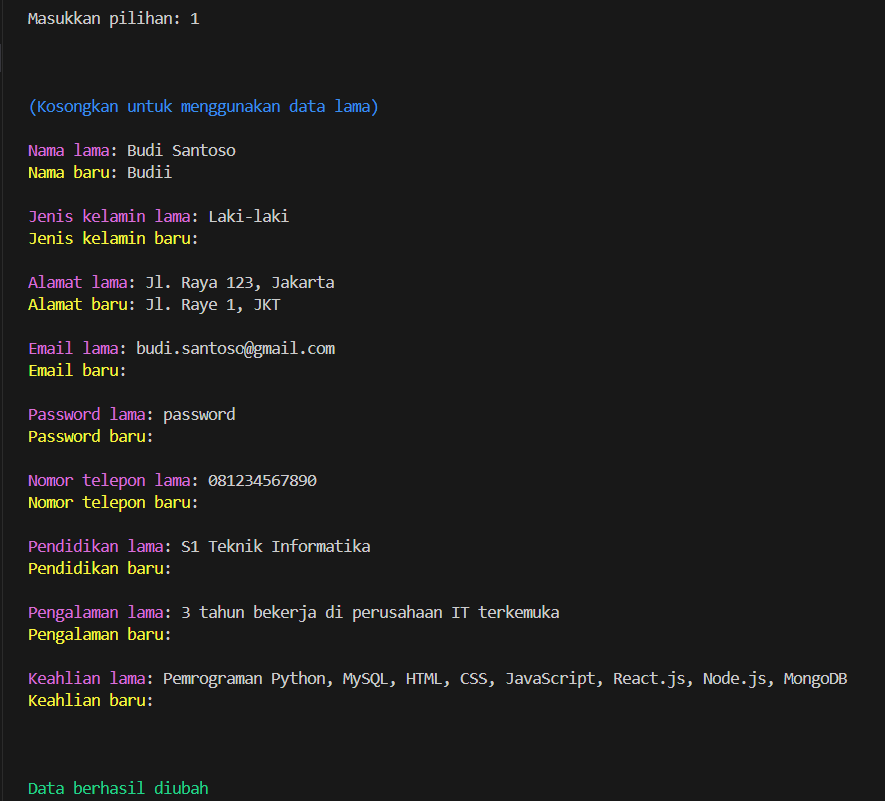 Masukkan pilihan: 1
(Kosongkan untuk menggunakan data lama)
Nama lama: Budi Santoso
Nama baru: Budii
Jenis kelamin lama: Laki-laki
Jenis kelamin baru:
Alamat lama: Jl. Raya 123, Jakarta
Alamat baru: Jl. Raye 1, JKT
Email lama: budi.santoso@gmail.com
Email baru:
Password lama: password
Password baru:
Nomor telepon lama: 081234567890
Nomor telepon baru:
Pendidikan lama: S1 Teknik Informatika
Pendidikan baru:
Pengalaman lama: 3 tahun bekerja di perusahaan IT terkemuka
Pengalaman baru:
Keahlian lama: Pemrograman Python, MySQL, HTML, CSS, JavaScript, React.js, Node.js, MongoDB
Keahlian baru:
Data berhasil diubah